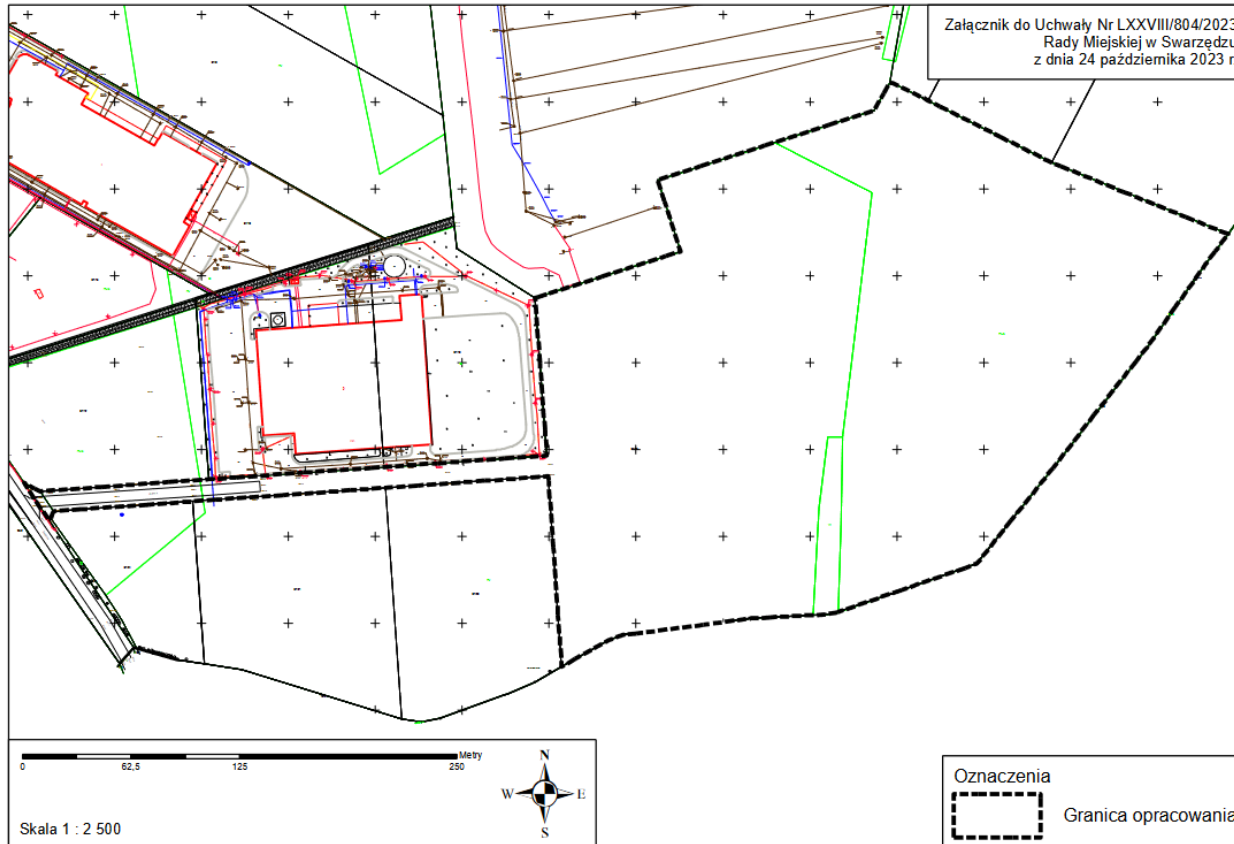 Załącznik do Uchwały Nr LXXVIII/804/2023
Rady Miejskiej w Swarzędzu
z dnia 24 października 2023 r.
Metry
0 62,5 125 250
N
W E
S
Skala 1 : 2 500
Oznaczenia
Granica opracowania